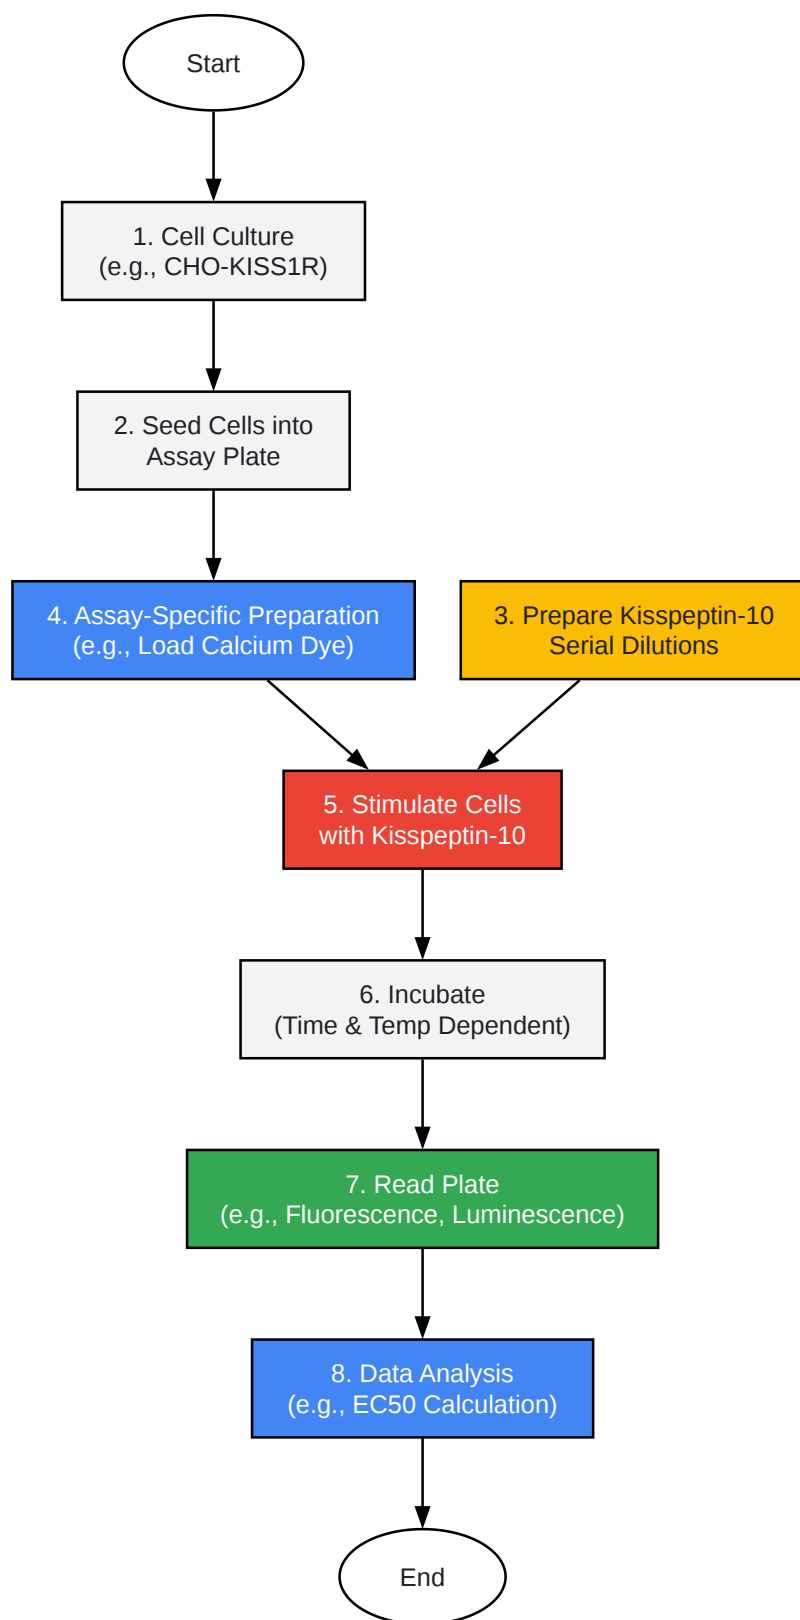 Start
1. Cell Culture
(e.g., CHO-KISS1R)
2. Seed Cells into
Assay Plate
4. Assay-Specific Preparation
(e.g., Load Calcium Dye)
3. Prepare Kisspeptin-10
Serial Dilutions
5. Stimulate Cells
with Kisspeptin-10
6. Incubate
(Time & Temp Dependent)
7. Read Plate
(e.g., Fluorescence, Luminescence)
8. Data Analysis
(e.g., EC50 Calculation)
End